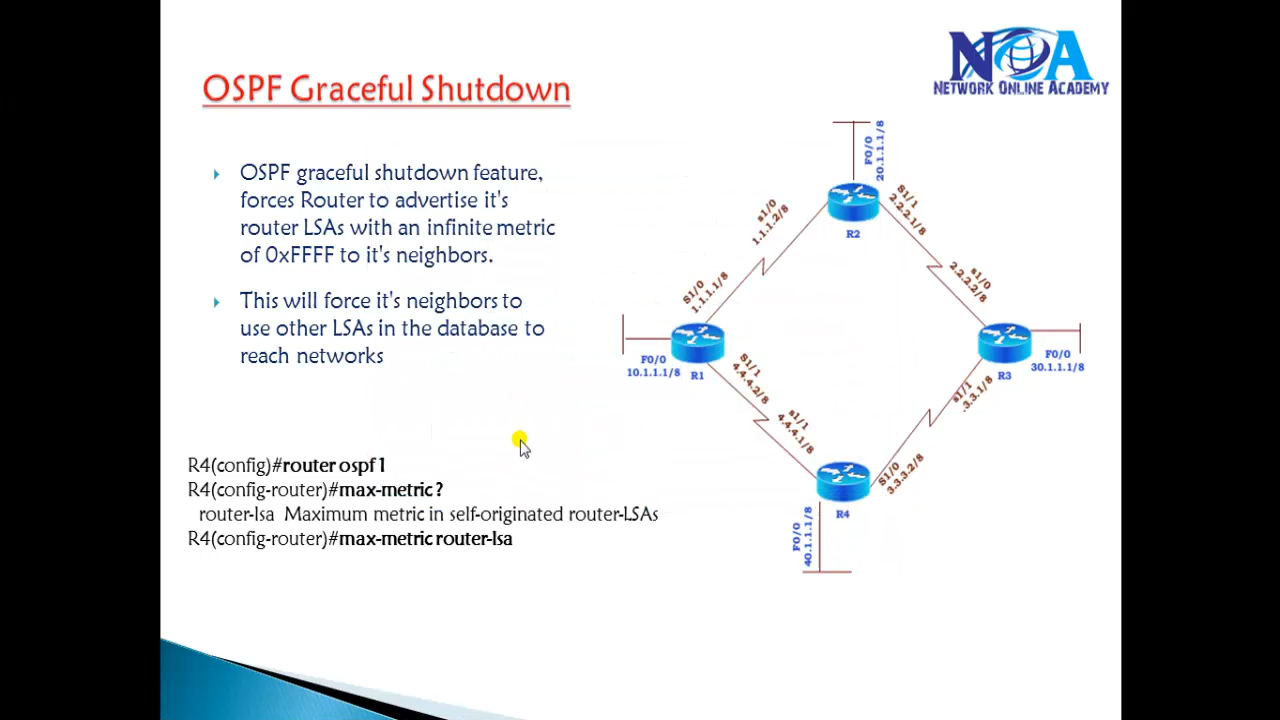 NOA
NETWORK ONLINE ACADEMY
OSPF Graceful Shutdown
OSPF graceful shutdown feature,
forces Router to advertise it's
router LSAs with an infinite metric
of 0xFFFF to it's neighbors.
This will force it's neighbors to
use other LSAs in the database to
reach networks
R4(config)#router ospf 1
R4(config-router)#max-metric ?
router-lsa Maximum metric in self-originated router-LSAs
R4(config-router)#max-metric router-lsa
F0/0
20.1.1.1/8
R2
s1/0
1.1.1.2/8
S1/1
2.2.2.1/8
S1/0
1.1.1.1/8
s1/0
2.2.2.2/8
F0/0
10.1.1.1/8
R1
R3
F0/0
30.1.1.1/8
S1/1
4.4.4.2/8
s1/1
.3.3.1/8
s1/1
4.4.4.1/8
S1/0
3.3.3.2/8
R4
F0/0
40.1.1.1/8